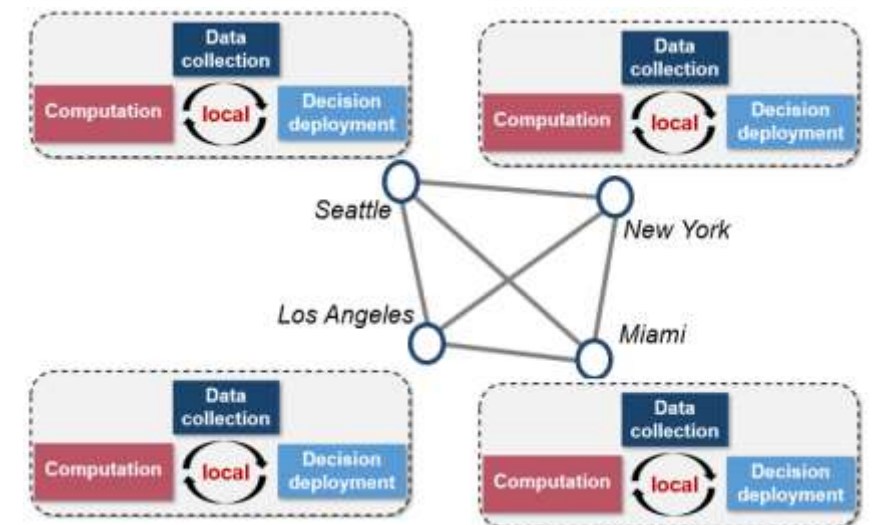 Data
collection
Computation
local
Decision
deployment
Data
collection
Computation
local
Decision
deployment
Seattle
New York
Los Angeles
Miami
Data
collection
Computation
local
Decision
deployment
Data
collection
Computation
local
Decision
deployment